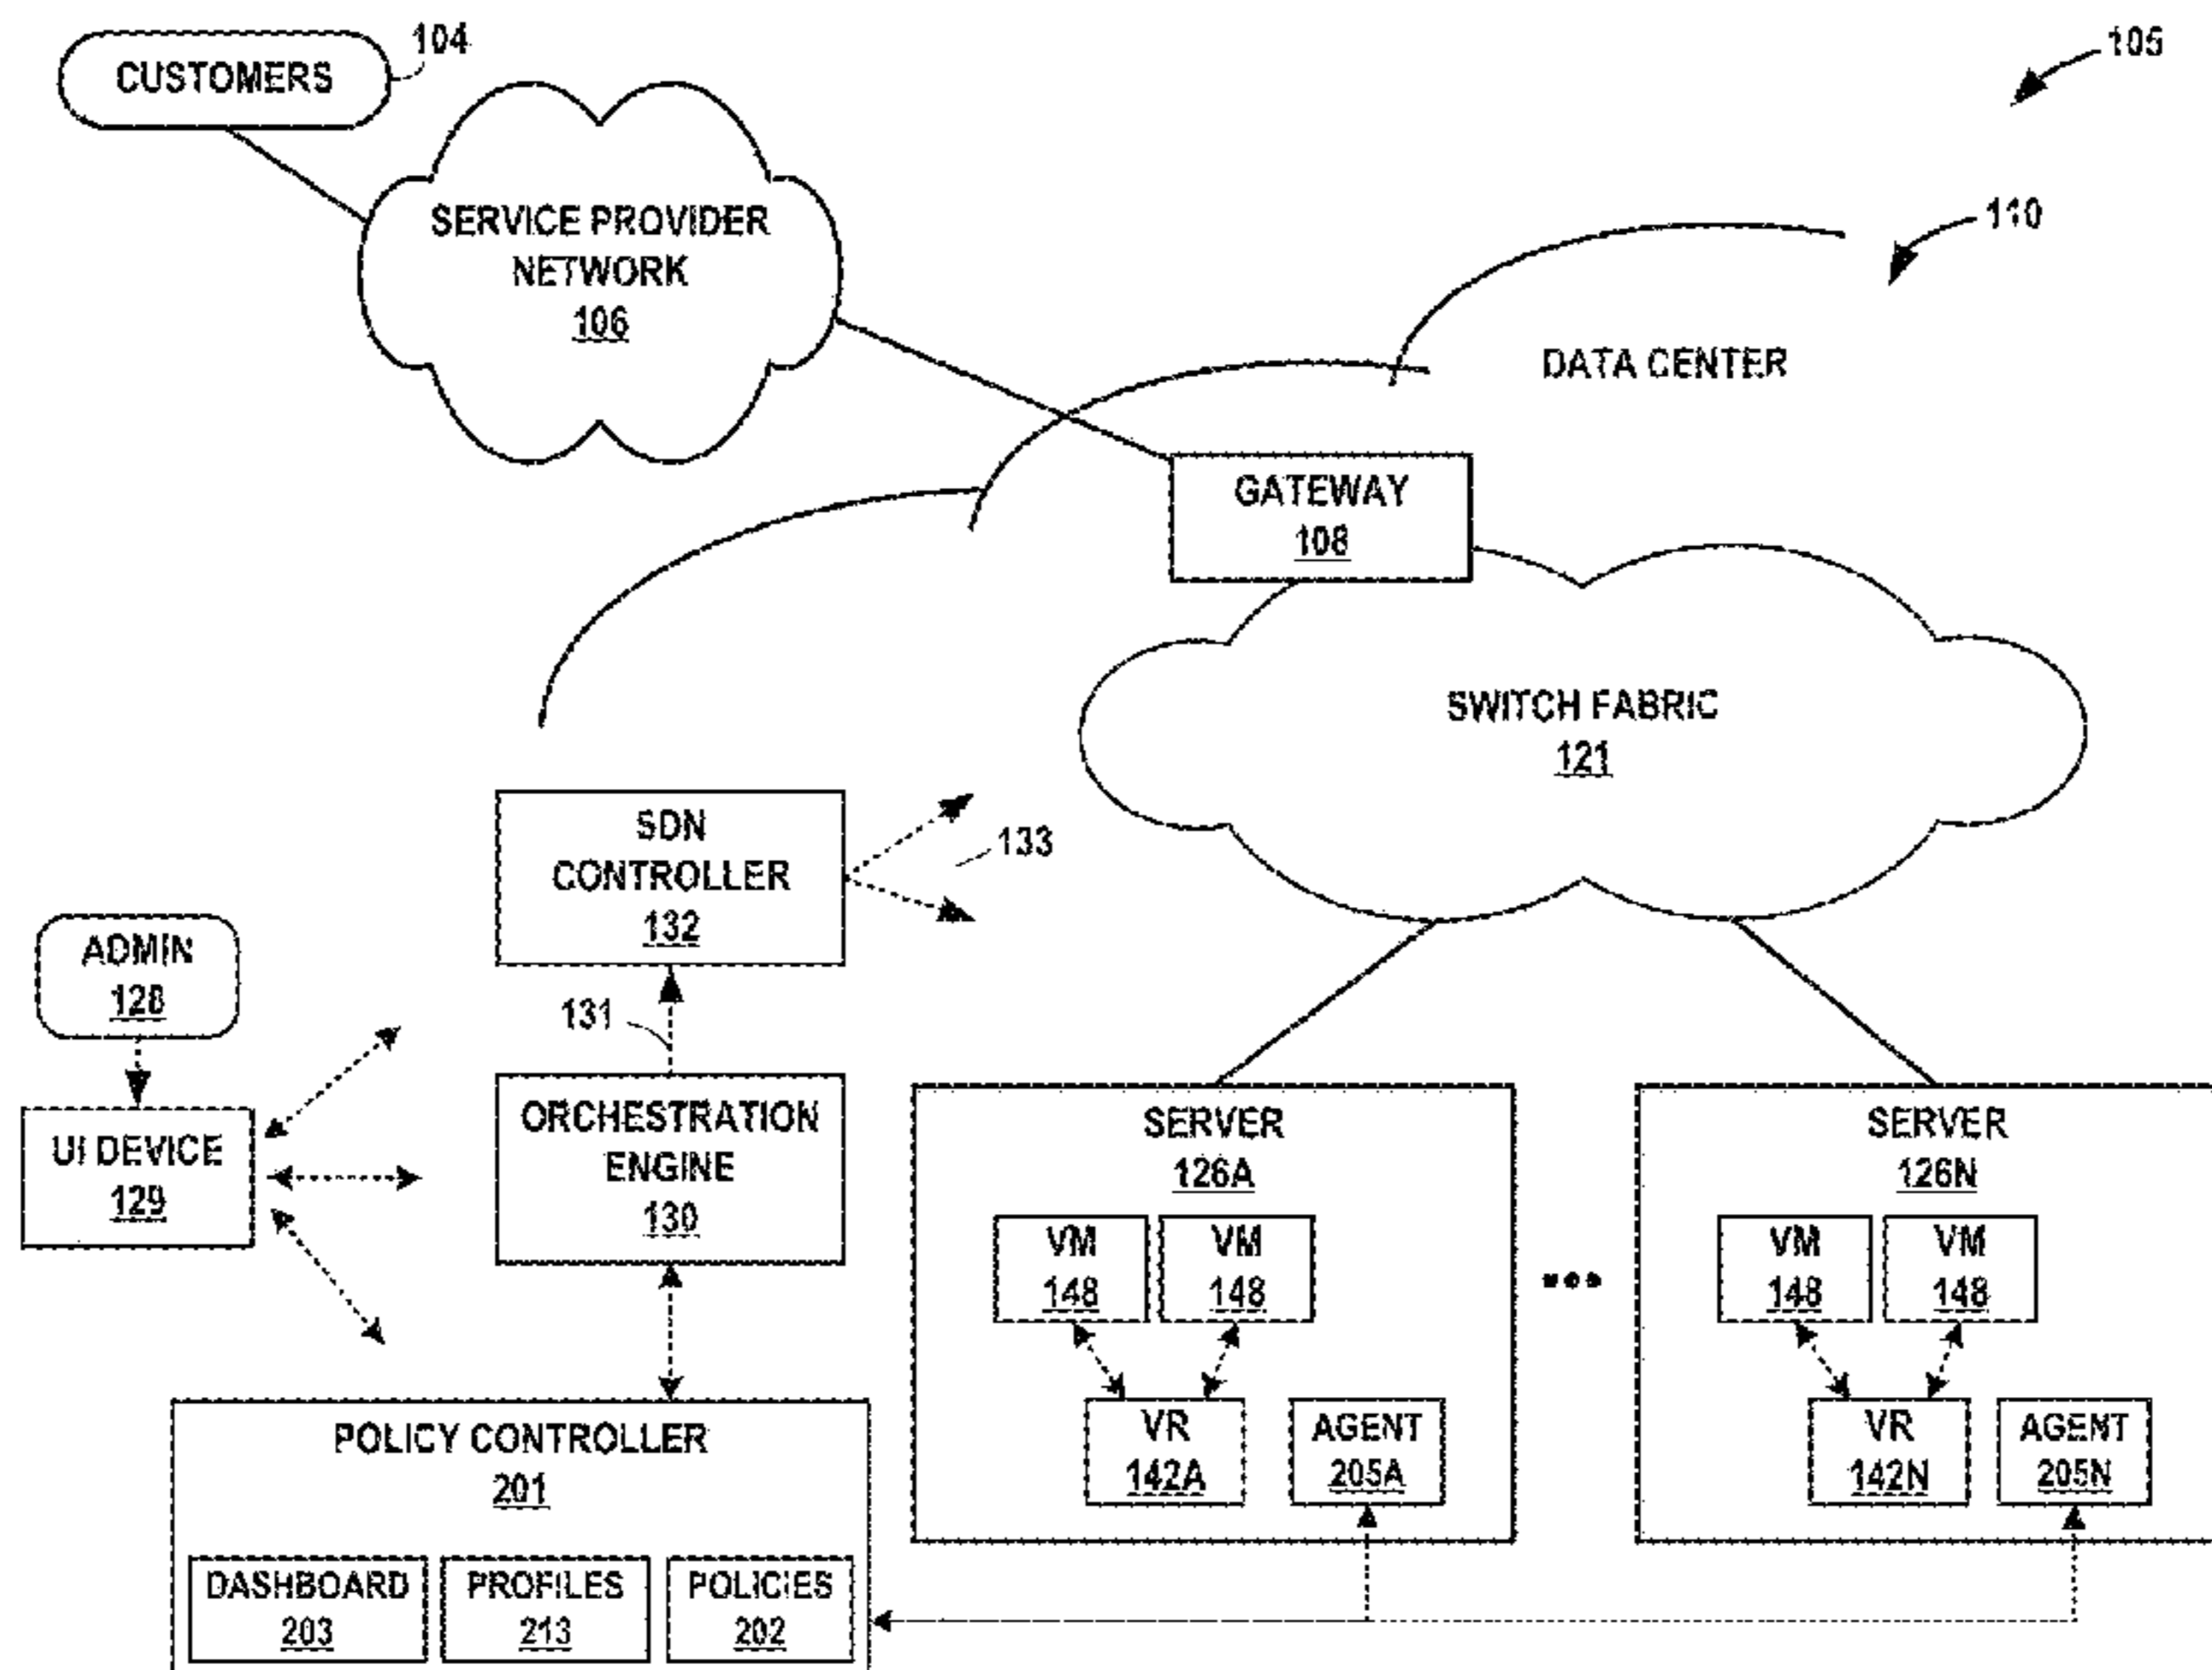 CUSTOMERS
104
105
SERVICE PROVIDER
NETWORK
106
110
DATA CENTER
GATEWAY
108
SWITCH FABRIC
121
SDN
CONTROLLER
132
133
ADMIN
128
131
UI DEVICE
129
ORCHESTRATION
ENGINE
130
SERVER
126A
VM
148
VM
148
VR
142A
AGENT
205A
SERVER
126N
VM
148
VM
148
VR
142N
AGENT
205N
POLICY CONTROLLER
201
DASHBOARD
203
PROFILES
213
POLICIES
202